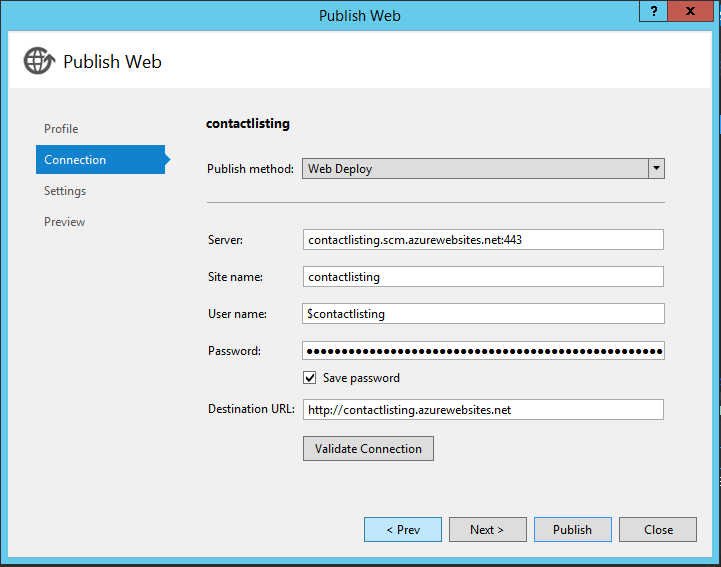 Publish Web
? x
Publish Web
Profile
Connection
Settings
Preview
contactlisting
Publish method: Web Deploy
Server: contactlisting.scm.azurewebsites.net:443
Site name: contactlisting
User name: $contactlisting
Password: ●●●●●●●●●●●●●●●●●●●●●●●●●●●●●●●●●●●●●●●●●●●●●●●●●●●
Save password
Destination URL: http://contactlisting.azurewebsites.net
Validate Connection
< Prev Next > Publish Close